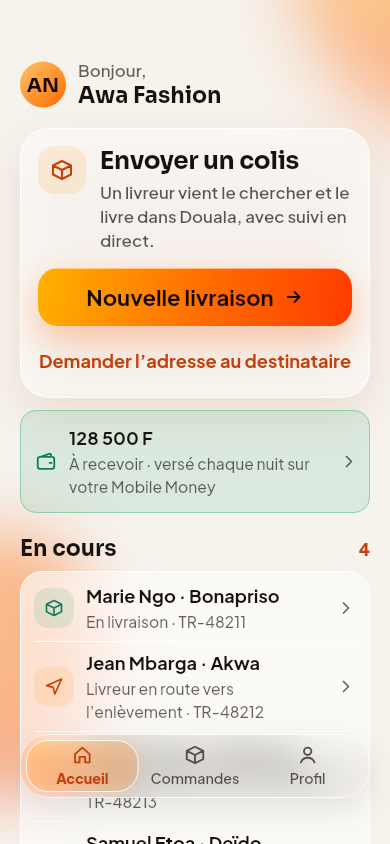 AN
Bonjour,
Awa Fashion
Envoyer un colis
Un livreur vient le chercher et le
livre dans Douala, avec suivi en
direct.
Nouvelle livraison →
Demander l’adresse au destinataire
128 500 F
À recevoir · versé chaque nuit sur
votre Mobile Money
En cours
4
Marie Ngo · Bonapriso
En livraison · TR-48211
Jean Mbarga · Akwa
Livreur en route vers
l’enlèvement · TR-48212
Accueil
Commandes
Profil
TR-48213
Samuel Etoa · Deïdo